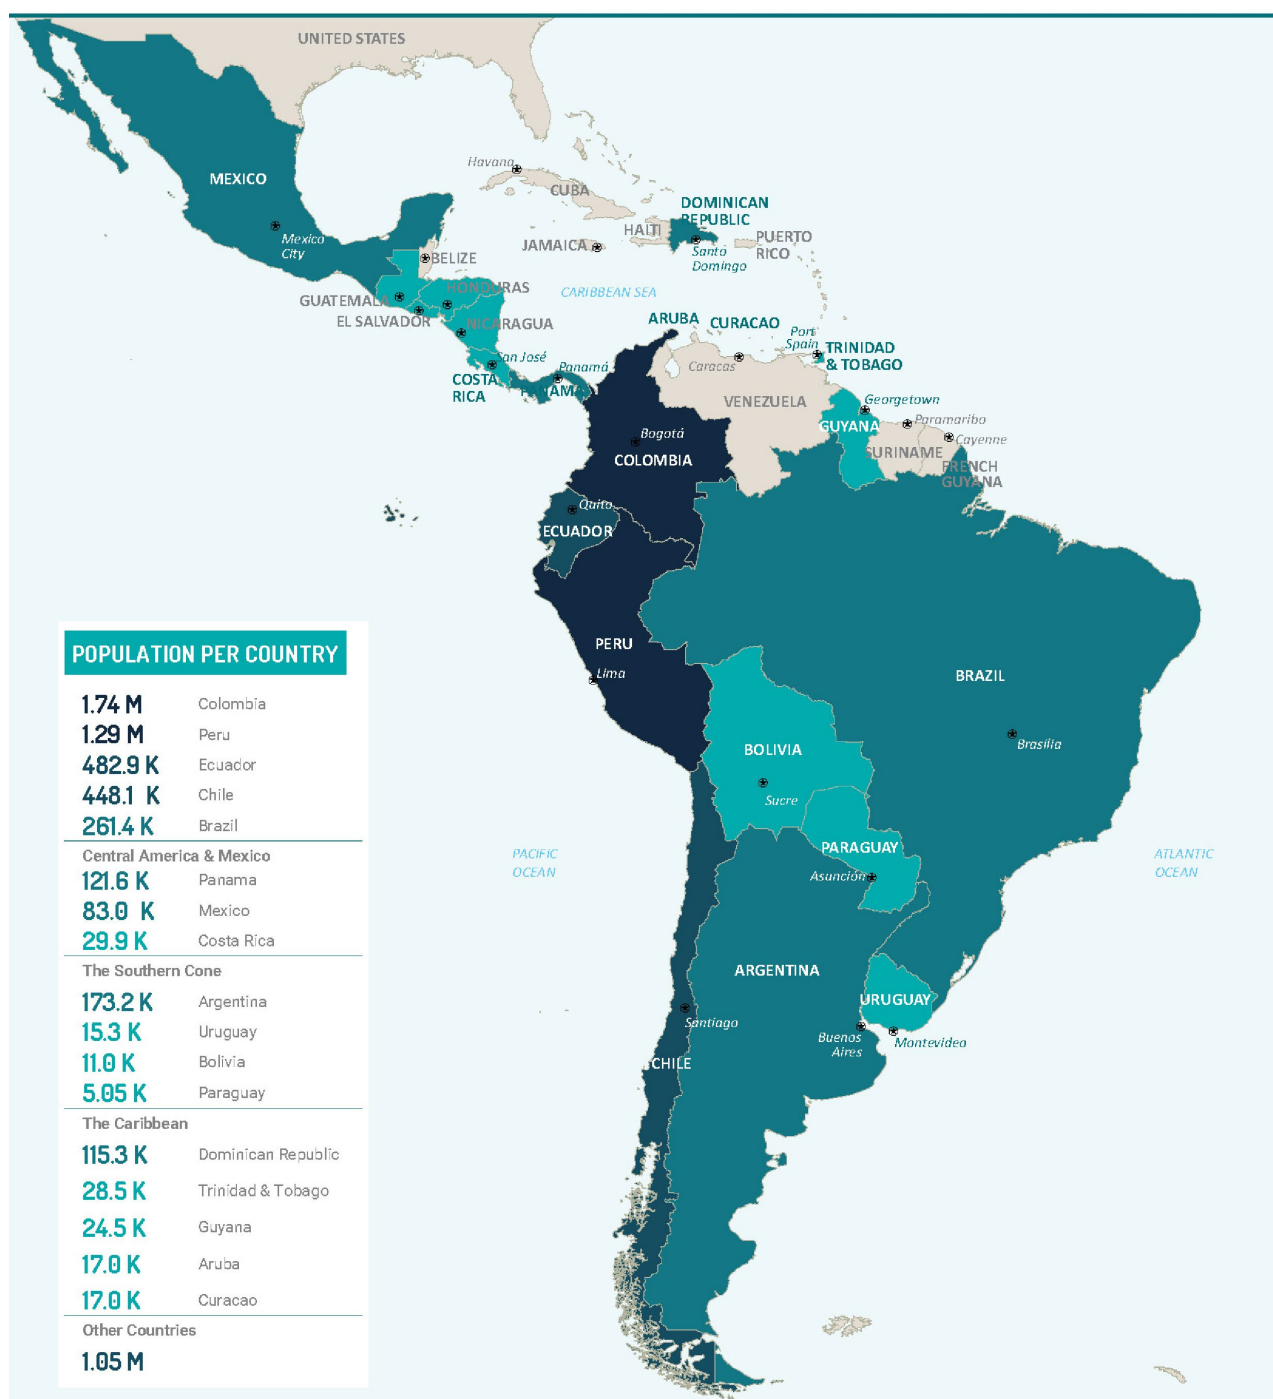 UNITED STATES
MEXICO
Mexico
City
Havana
CUBA
DOMINICAN
REPUBLIC
HAITI
JAMAICA
PUERTO
RICO
Santo
Domingo
BELIZE
GUATEMALA
HONDURAS
EL SALVADOR
NICARAGUA
CARIBBEAN SEA
ARUBA
CURACAO
Port
Spain
TRINIDAD
& TOBAGO
San José
COSTA
RICA
Panamá
PANAMA
Caracas
VENEZUELA
Georgetown
GUYANA
Paramaribo
SURINAME
Cayenne
FRENCH
GUYANA
Bogotá
COLOMBIA
Quito
ECUADOR
PERU
Lima
BRAZIL
Brasilia
BOLIVIA
Sucre
PARAGUAY
Asunción
PACIFIC
OCEAN
ATLANTIC
OCEAN
ARGENTINA
URUGUAY
Santiago
Buenos
Aires
Montevideo
CHILE
POPULATION PER COUNTRY
1.74 M Colombia
1.29 M Peru
482.9 K Ecuador
448.1 K Chile
261.4 K Brazil
Central America & Mexico
121.6 K Panama
83.0 K Mexico
29.9 K Costa Rica
The Southern Cone
173.2 K Argentina
15.3 K Uruguay
11.0 K Bolivia
5.05 K Paraguay
The Caribbean
115.3 K Dominican Republic
28.5 K Trinidad & Tobago
24.5 K Guyana
17.0 K Aruba
17.0 K Curacao
Other Countries
1.05 M